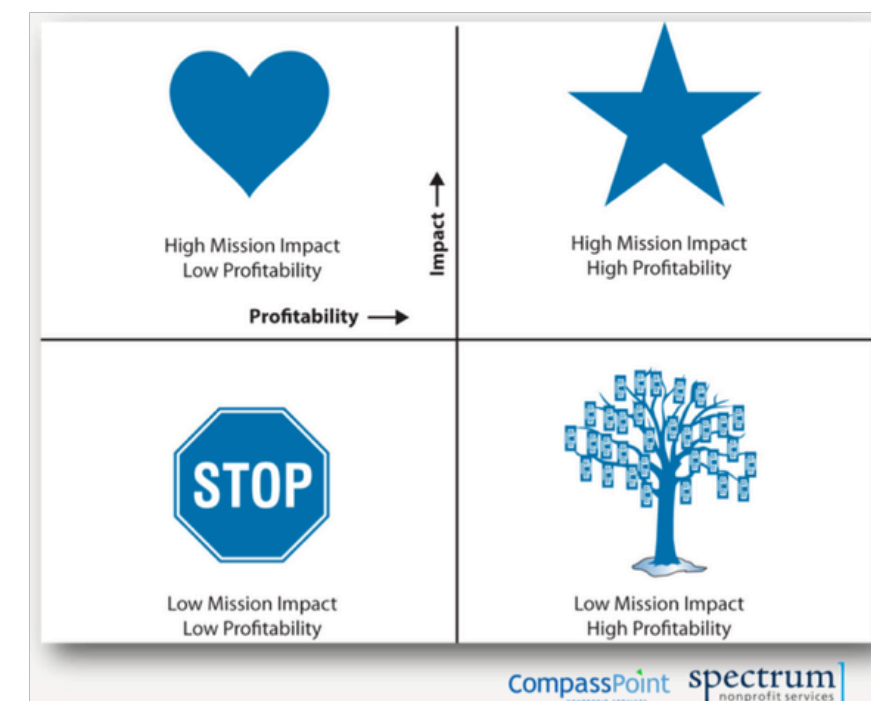 High Mission Impact
Low Profitability
Impact
Profitability
High Mission Impact
High Profitability
STOP
Low Mission Impact
Low Profitability
Low Mission Impact
High Profitability
CompassPoint
spectrum
nonprofit services